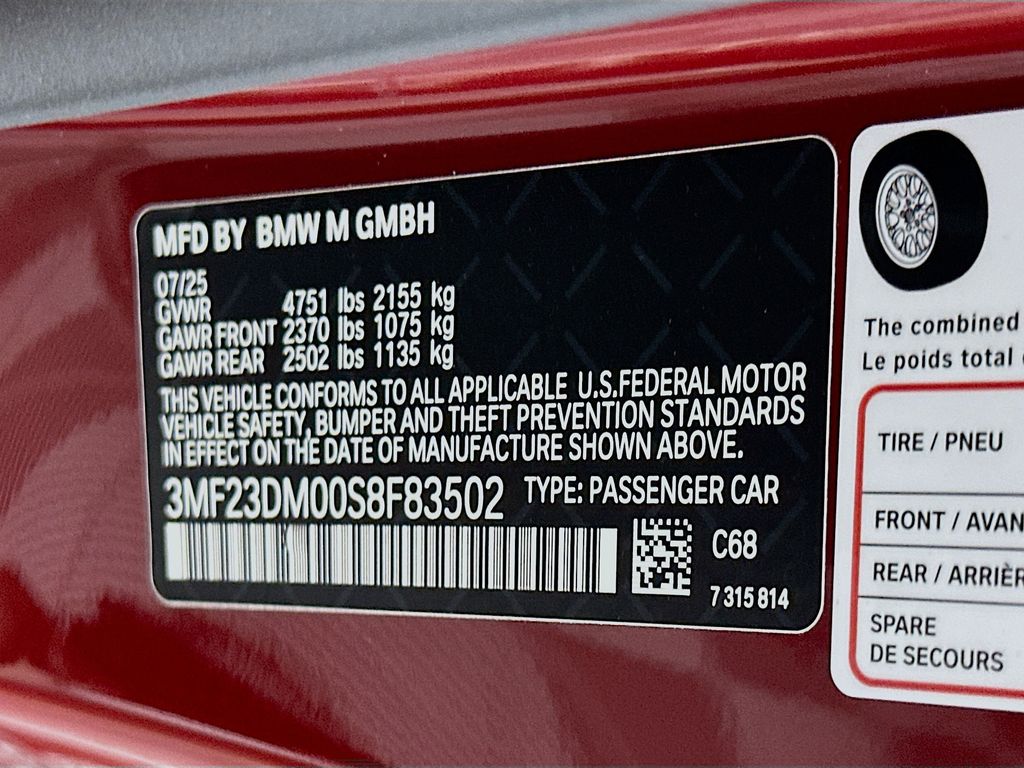 MFD BY BMW M GMBH
07/25
GVWR 4751 lbs 2155 kg
GAWR FRONT 2370 lbs 1075 kg
GAWR REAR 2502 lbs 1135 kg
THIS VEHICLE CONFORMS TO ALL APPLICABLE U.S.FEDERAL MOTOR
VEHICLE SAFETY, BUMPER AND THEFT PREVENTION STANDARDS
IN EFFECT ON THE DATE OF MANUFACTURE SHOWN ABOVE.
3MF23DM00S8F83502 TYPE: PASSENGER CAR
C68
7 315 814
The combined
Le poids total
TIRE / PNEU
FRONT / AVAN
REAR / ARRIÈR
SPARE
DE SECOURS